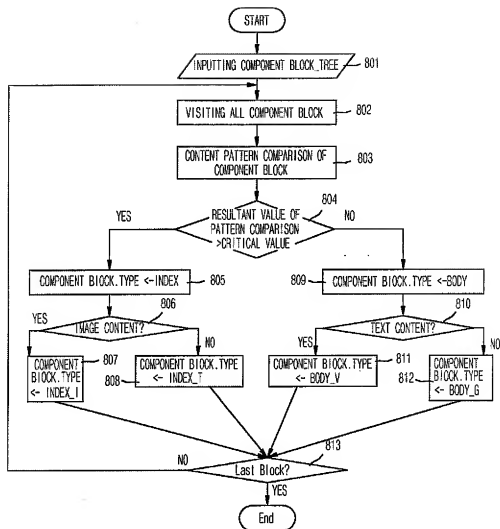 START
INPUTTING COMPONENT BLOCK_TREE
801
VISITING ALL COMPONENT BLOCK
802
CONTENT PATTERN COMPARISON OF
COMPONENT BLOCK
803
804
YES
RESULTANT VALUE OF
PATTERN COMPARISON
>CRITICAL VALUE
NO
COMPONENT BLOCK.TYPE <-INDEX
805
809
COMPONENT BLOCK.TYPE <-BODY
806
810
YES
IMAGE CONTENT?
NO
YES
TEXT CONTENT?
NO
COMPONENT
BLOCK.TYPE
<- INDEX_I
807
COMPONENT BLOCK.TYPE
<- INDEX_T
808
COMPONENT BLOCK.TYPE
<- BODY_V
811
COMPONENT
BLOCK.TYPE
<- BODY_G
812
813
NO
Last Block?
YES
End